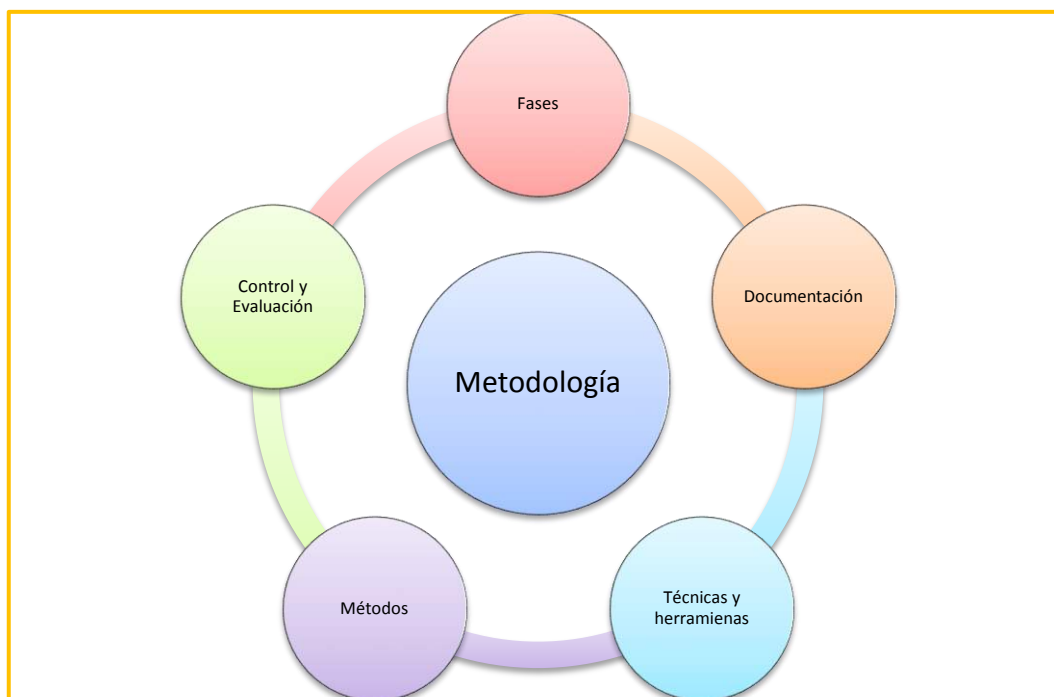 Fases
Documentación
Técnicas y
herramienas
Métodos
Control y
Evaluación
Metodología